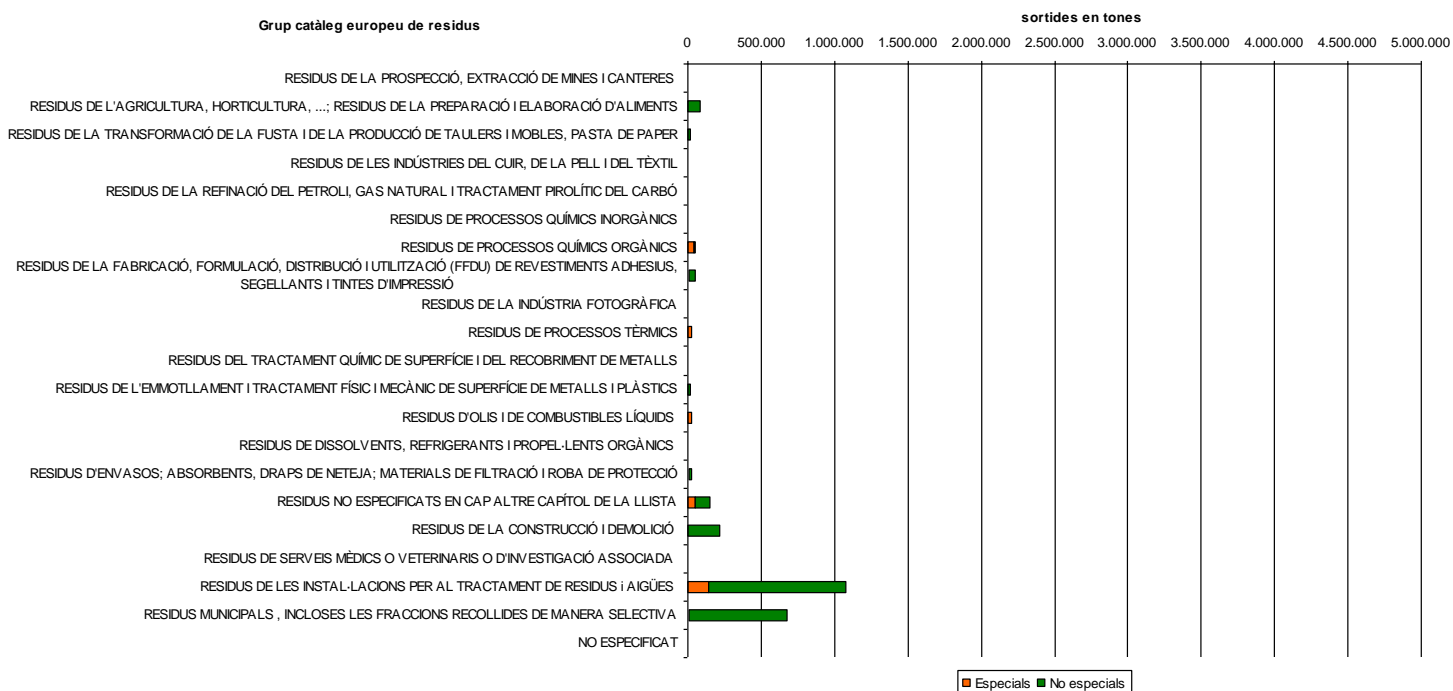 Grup catàleg europeu de residus
sortides en tones
0 500.000 1.000.000 1.500.000 2.000.000 2.500.000 3.000.000 3.500.000 4.000.000 4.500.000 5.000.000
RESIDUS DE LA PROSPECCIÓ, EXTRACCIÓ DE MINES I CANTERES
RESIDUS DE L'AGRICULTURA, HORTICULTURA, ...; RESIDUS DE LA PREPARACIÓ I ELABORACIÓ D'ALIMENTS
RESIDUS DE LA TRANSFORMACIÓ DE LA FUSTA I DE LA PRODUCCIÓ DE TAULERS I MOBLES, PASTA DE PAPER
RESIDUS DE LES INDÚSTRIES DEL CUIR, DE LA PELL I DEL TÈXTIL
RESIDUS DE LA REFINACIÓ DEL PETROLI, GAS NATURAL I TRACTAMENT PIROLÍTIC DEL CARBÓ
RESIDUS DE PROCESSOS QUÍMICS INORGÀNICS
RESIDUS DE PROCESSOS QUÍMICS ORGÀNICS
RESIDUS DE LA FABRICACIÓ, FORMULACIÓ, DISTRIBUCIÓ I UTILITZACIÓ (FFDU) DE REVESTIMENTS ADHESIUS,
SEGELLANTS I TINTES D'IMPRESSIÓ
RESIDUS DE LA INDÚSTRIA FOTOGRÀFICA
RESIDUS DE PROCESSOS TÈRMICS
RESIDUS DEL TRACTAMENT QUÍMIC DE SUPERFÍCIE I DEL RECOBRIMENT DE METALLS
RESIDUS DE L'EMMOTLLAMENT I TRACTAMENT FÍSIC I MECÀNIC DE SUPERFÍCIE DE METALLS I PLÀSTICS
RESIDUS D'OLIS I DE COMBUSTIBLES LÍQUIDS
RESIDUS DE DISSOLVENTS, REFRIGERANTS I PROPEL·LENTS ORGÀNICS
RESIDUS D'ENVASOS; ABSORBENTS, DRAPS DE NETEJA; MATERIALS DE FILTRACIÓ I ROBA DE PROTECCIÓ
RESIDUS NO ESPECIFICATS EN CAP ALTRE CAPÍTOL DE LA LLISTA
RESIDUS DE LA CONSTRUCCIÓ I DEMOLICIÓ
RESIDUS DE SERVEIS MÈDICS O VETERINARIS O D'INVESTIGACIÓ ASSOCIADA
RESIDUS DE LES INSTAL·LACIONS PER AL TRACTAMENT DE RESIDUS i AIGÜES
RESIDUS MUNICIPALS , INCLOSES LES FRACCIONS RECOLLIDES DE MANERA SELECTIVA
NO ESPECIFICAT
Especials No especials